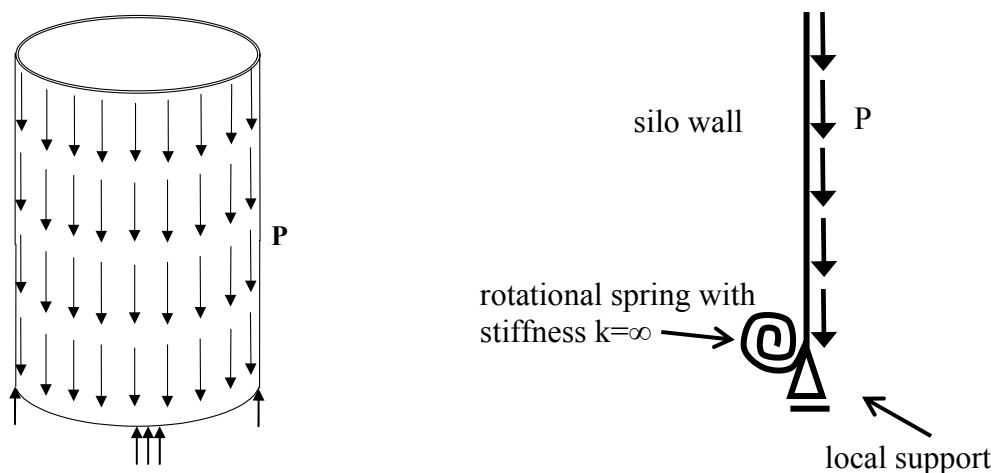 P
silo wall
P
rotational spring with
stiffness k=∞
local support